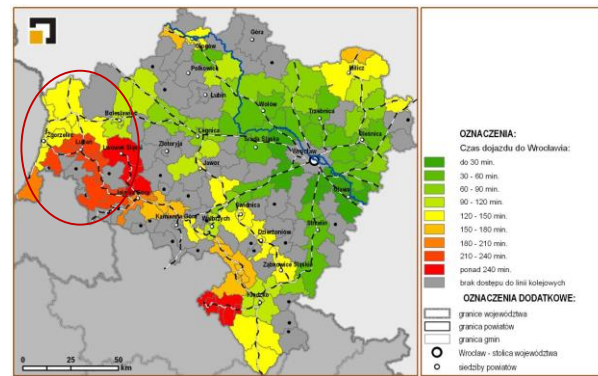 Góra
Głogów
Polkowice
Milicz
Lubin
Wołów
Trzebnica
Bolesławiec
Legnica
Oleśnica
Zgorzelec
Lubań
Złotoryja
Środa Śląska
Lwówek Śląski
Wrocław
Jawor
Oława
Jelenia Góra
Świdnica
Strzelin
Kamienna Góra
Wałbrzych
Dzierżoniów
Ząbkowice Śląskie
Kłodzko
0 25 50
km
OZNACZENIA:
Czas dojazdu do Wrocławia:
do 30 min.
30 - 60 min.
60 - 90 min.
90 - 120 min.
120 - 150 min.
150 - 180 min.
180 - 210 min.
210 - 240 min.
ponad 240 min.
brak dostępu do linii kolejowych
OZNACZENIA DODATKOWE:
granice województwa
granice powiatów
granica gmin
Wrocław - stolica województwa
siedziby powiatów